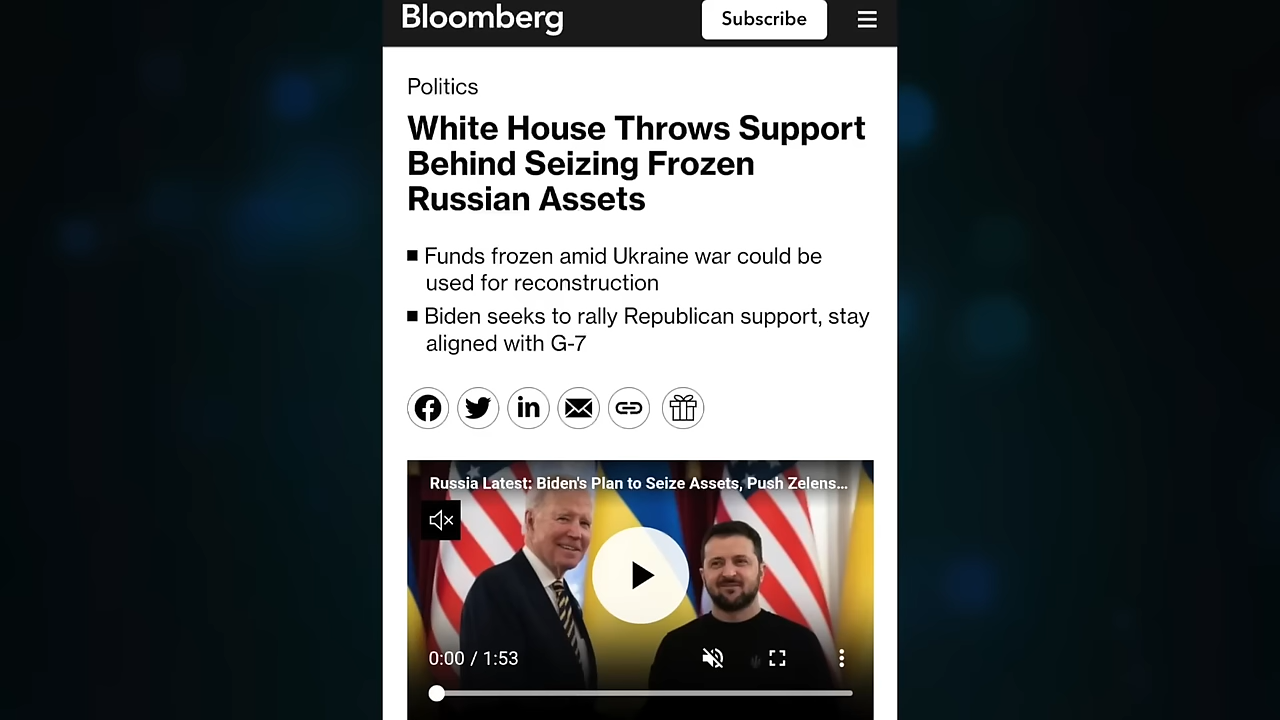 Bloomberg
Subscribe
Politics
White House Throws Support
Behind Seizing Frozen
Russian Assets
Funds frozen amid Ukraine war could be
used for reconstruction
Biden seeks to rally Republican support, stay
aligned with G-7
in
Russia Latest: Biden's Plan to Seize Assets, Push Zelens...
0:00 / 1:53